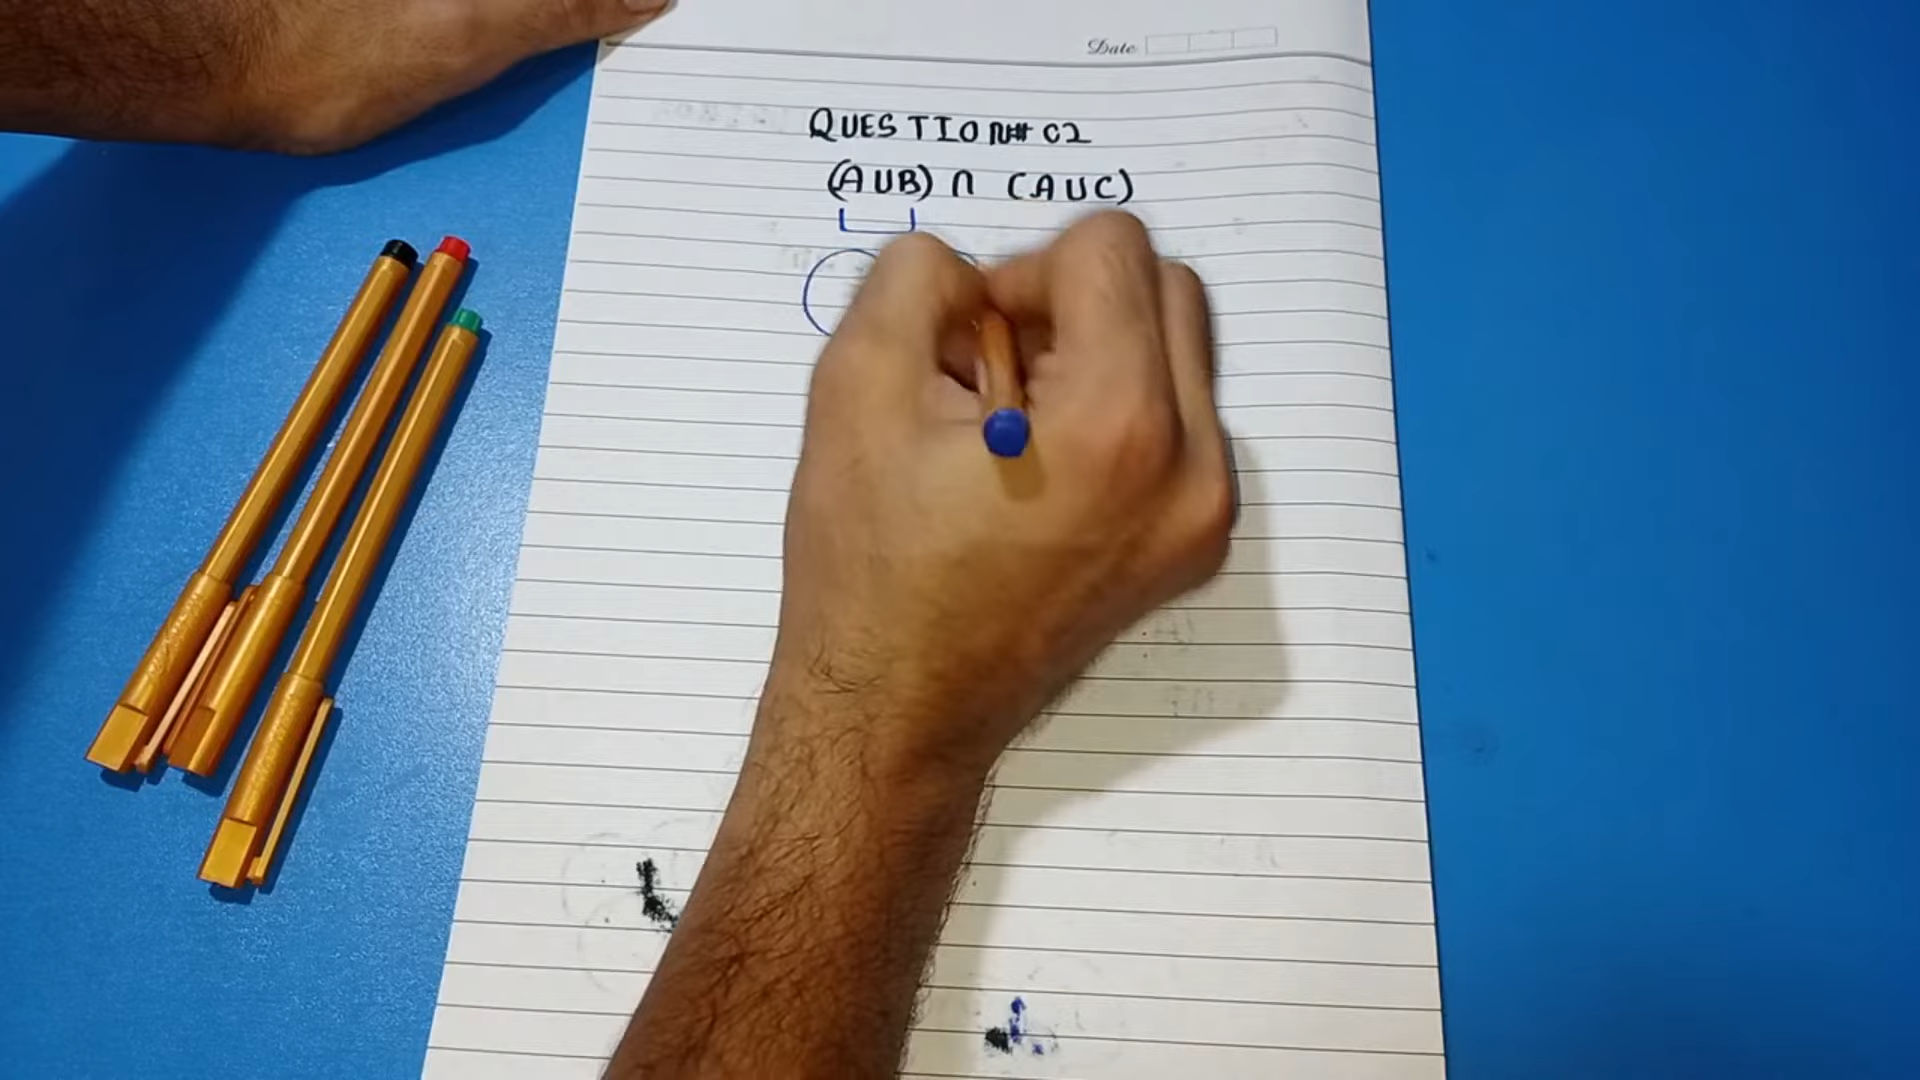 Date
QUESTION# 02
(AUB) ∩ (AUC)